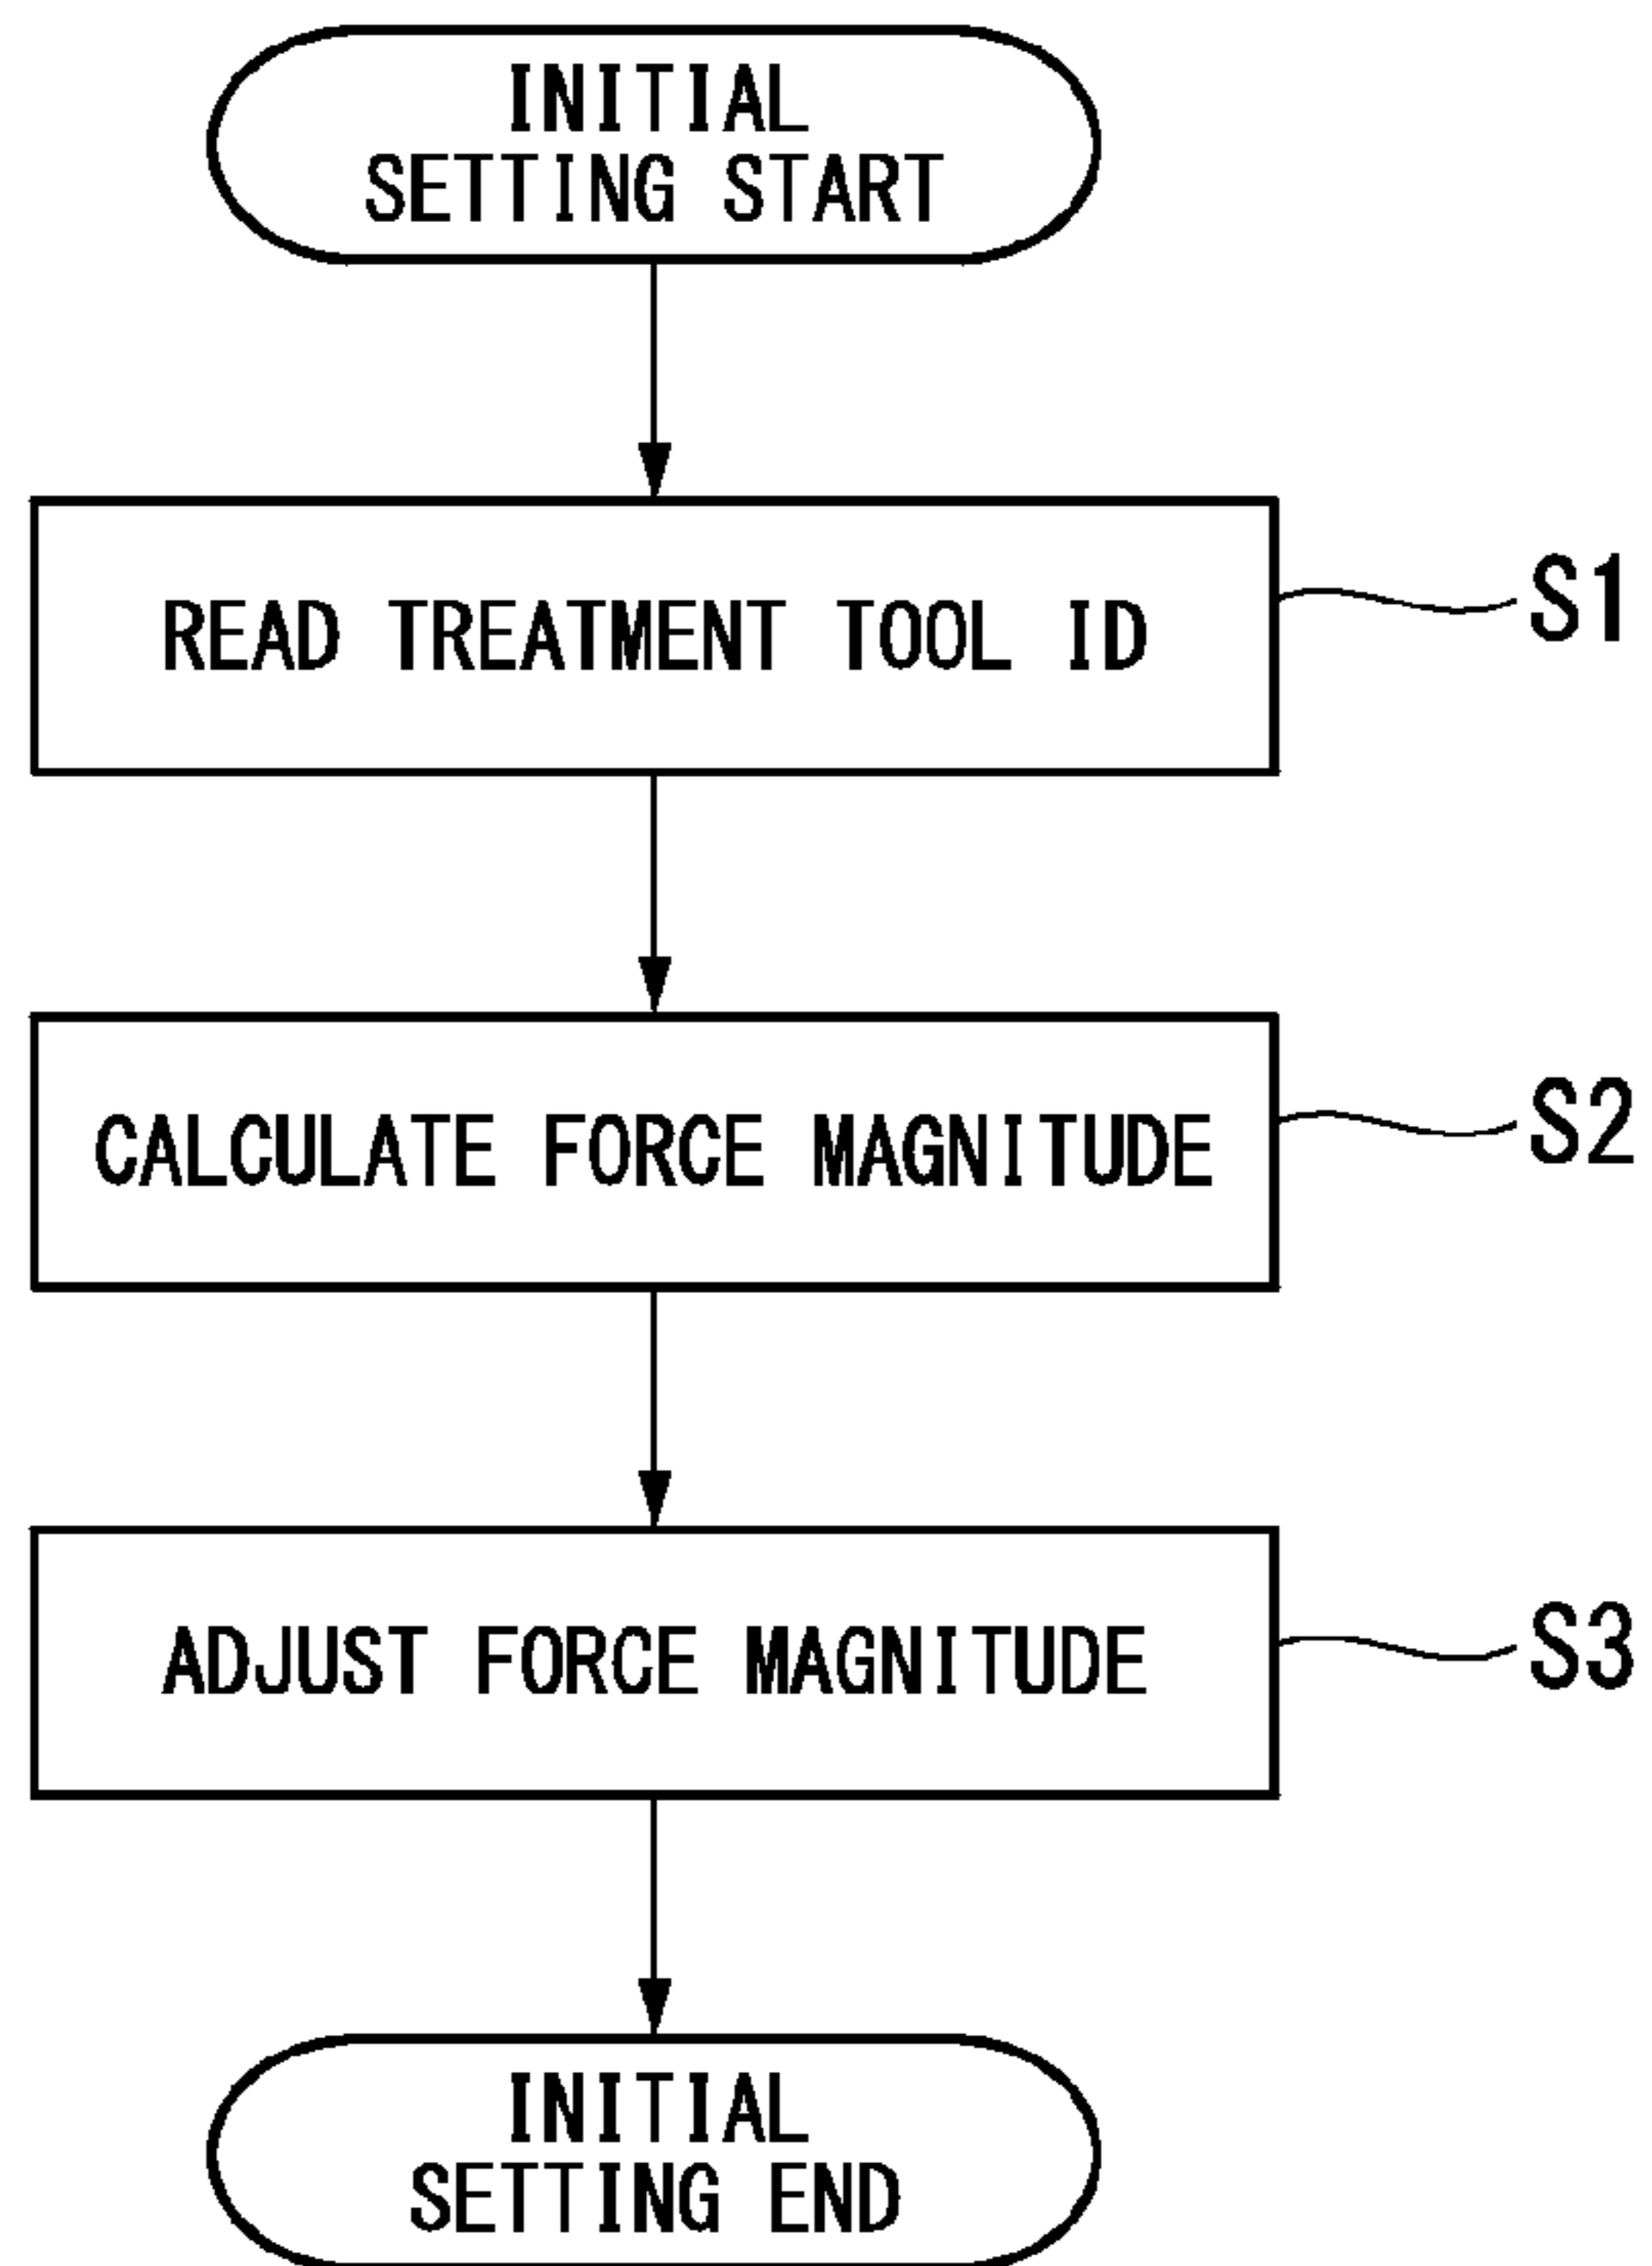 INITIAL
SETTING START
READ TREATMENT TOOL ID
S1
CALCULATE FORCE MAGNITUDE
S2
ADJUST FORCE MAGNITUDE
S3
INITIAL
SETTING END